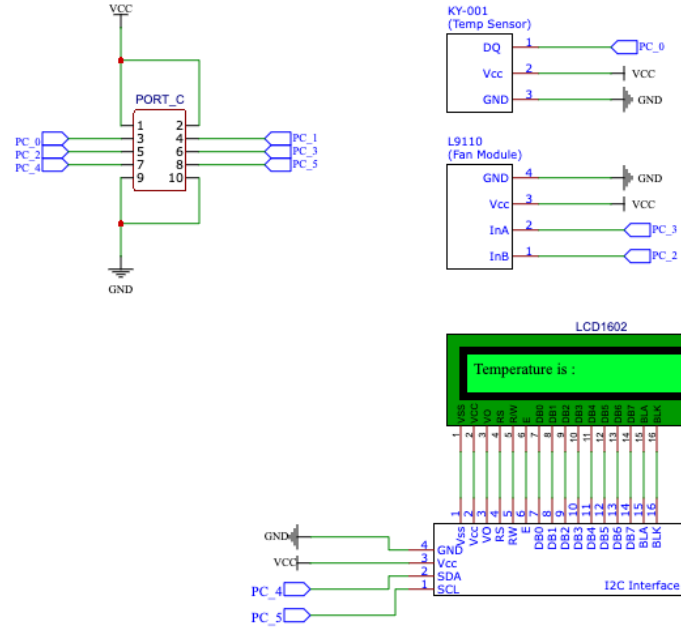 VCC
PORT_C
1 2
PC_0 3 4 PC_1
PC_2 5 6 PC_3
PC_4 7 8 PC_5
9 10
GND
KY-001
(Temp Sensor)
DQ 1 PC_0
Vcc 2 VCC
GND 3 GND
L9110
(Fan Module)
GND 4 GND
Vcc 3 VCC
InA 2 PC_3
InB 1 PC_2
LCD1602
Temperature is :
VSS VCC VO RS R/W E DB0 DB1 DB2 DB3 DB4 DB5 DB6 DB7 BLA BLK
1 2 3 4 5 6 7 8 9 10 11 12 13 14 15 16
1 2 3 4 5 6 7 8 9 10 11 12 13 14 15 16
Vss Vcc VO RS RW E DB0 DB1 DB2 DB3 DB4 DB5 DB6 DB7 BLA BLK
GND 4 GND
VCC 3 Vcc
PC_4 2 SDA
PC_5 1 SCL
I2C Interface